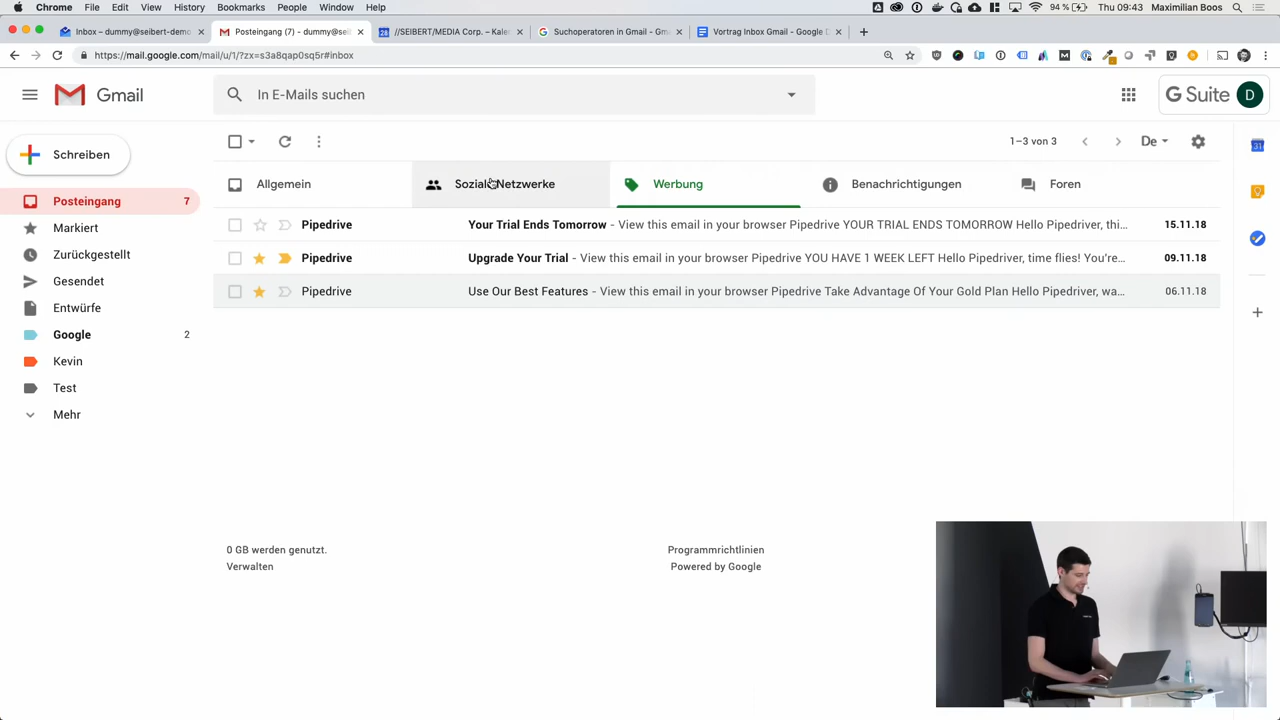 Chrome File Edit View History Bookmarks People Window Help 94 % Thu 09:43 Maximilian Boos
Inbox – dummy@seibert-demo Posteingang (7) - dummy@seibert //SEIBERT/MEDIA Corp. – Kale Suchoperatoren in Gmail - Gm Vortrag Inbox Gmail - Google D
https://mail.google.com/mail/u/1/?zx=s3a8qap0sq5r#inbox
Gmail
In E-Mails suchen
G Suite D
Schreiben
1–3 von 3 De
Allgemein Soziale Netzwerke Werbung Benachrichtigungen Foren
Posteingang 7
Markiert
Zurückgestellt
Gesendet
Entwürfe
Google 2
Kevin
Test
Mehr
Pipedrive Your Trial Ends Tomorrow - View this email in your browser Pipedrive YOUR TRIAL ENDS TOMORROW Hello Pipedriver, thi… 15.11.18
Pipedrive Upgrade Your Trial - View this email in your browser Pipedrive YOU HAVE 1 WEEK LEFT Hello Pipedriver, time flies! You're… 09.11.18
Pipedrive Use Our Best Features - View this email in your browser Pipedrive Take Advantage Of Your Gold Plan Hello Pipedriver, wa… 06.11.18
0 GB werden genutzt.
Verwalten
Programmrichtlinien
Powered by Google